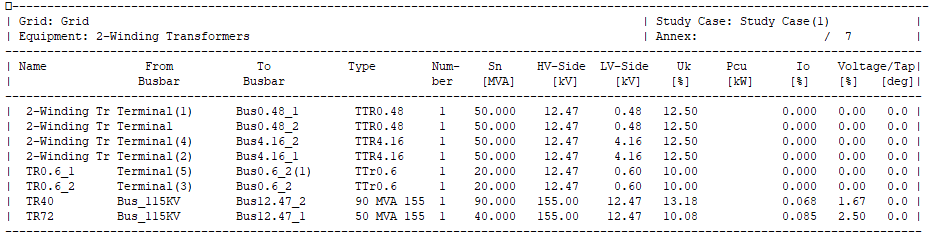 | Grid: Grid | Study Case: Study Case(1) |
| Equipment: 2-Winding Transformers | Annex: / 7 |
| Name From To Type Num- Sn HV-Side LV-Side Uk Pcu Io Voltage/Tap|
| Busbar Busbar ber [MVA] [kV] [kV] [%] [kW] [%] [%] [deg]|
| 2-Winding Tr Terminal(1) Bus0.48_1 TTR0.48 1 50.000 12.47 0.48 12.50 0.000 0.00 0.0 |
| 2-Winding Tr Terminal Bus0.48_2 TTR0.48 1 50.000 12.47 0.48 12.50 0.000 0.00 0.0 |
| 2-Winding Tr Terminal(4) Bus4.16_2 TTR4.16 1 50.000 12.47 4.16 12.50 0.000 0.00 0.0 |
| 2-Winding Tr Terminal(2) Bus4.16_1 TTR4.16 1 50.000 12.47 4.16 12.50 0.000 0.00 0.0 |
| TR0.6_1 Terminal(5) Bus0.6_2(1) TTr0.6 1 20.000 12.47 0.60 10.00 0.000 0.00 0.0 |
| TR0.6_2 Terminal(3) Bus0.6_2 TTr0.6 1 20.000 12.47 0.60 10.00 0.000 0.00 0.0 |
| TR40 Bus_115KV Bus12.47_2 90 MVA 155 1 90.000 155.00 12.47 13.18 0.068 1.67 0.0 |
| TR72 Bus_115KV Bus12.47_1 50 MVA 155 1 40.000 155.00 12.47 10.08 0.085 2.50 0.0 |